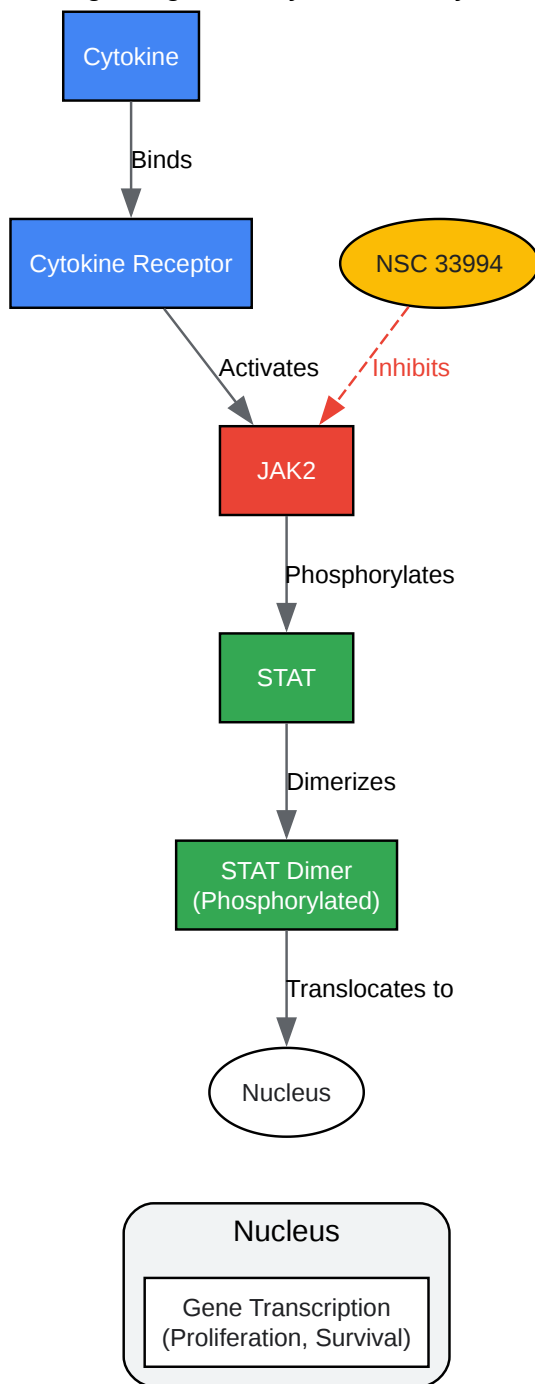 Cytokine
Binds
Cytokine Receptor
NSC 33994
Activates
Inhibits
JAK2
Phosphorylates
STAT
Dimerizes
STAT Dimer
(Phosphorylated)
Translocates to
Nucleus
Nucleus
Gene Transcription
(Proliferation, Survival)